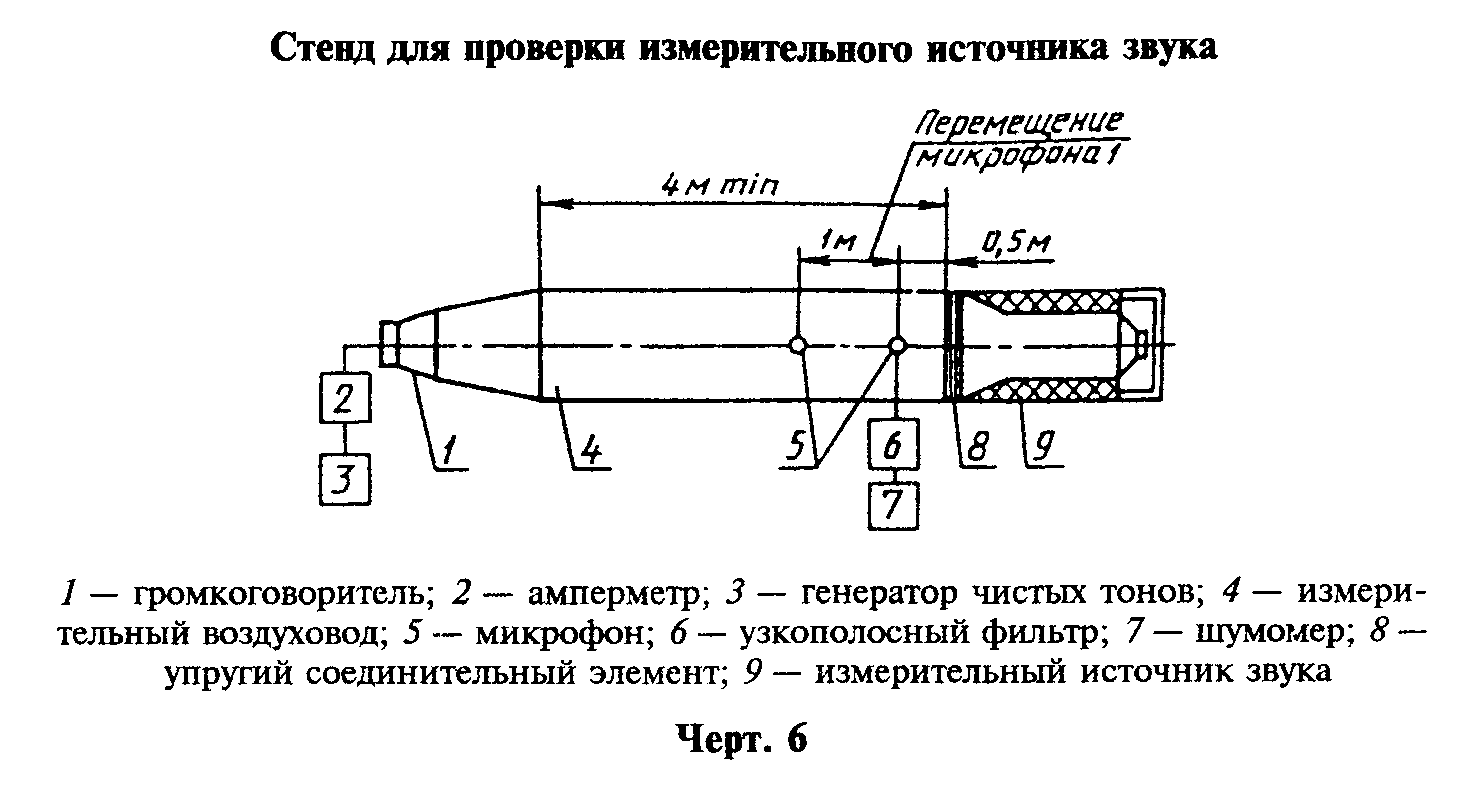 Стенд для проверки измерительного источника звука
Перемещение
микрофона 1
4 м min
1м
0,5м
2
3
1
4
5
6
7
8
9
1 — громкоговоритель; 2 — амперметр; 3 — генератор чистых тонов; 4 — измери-
тельный воздуховод; 5 — микрофон; 6 — узкополосный фильтр; 7 — шумомер; 8 —
упругий соединительный элемент; 9 — измерительный источник звука
Черт. 6